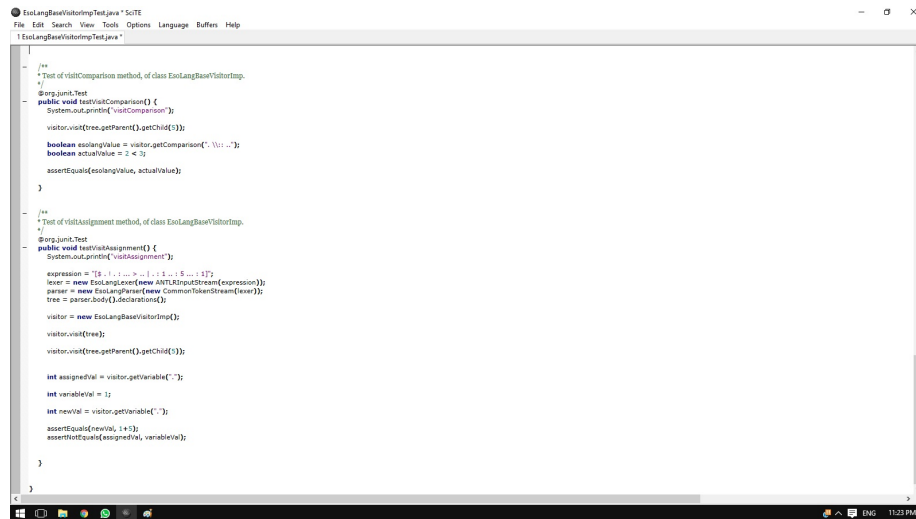 EsoLangBaseVisitorImpTest.java * SciTE
File Edit Search View Tools Options Language Buffers Help
1 EsoLangBaseVisitorImpTest.java *
/**
* Test of visitComparison method, of class EsoLangBaseVisitorImp.
*/
@org.junit.Test
public void testVisitComparison() {
System.out.println("visitComparison");
visitor.visit(tree.getParent().getChild(5));
boolean esolangValue = visitor.getComparison(". \\:: ..");
boolean actualValue = 2 < 3;
assertEquals(esolangValue, actualValue);
}
/**
* Test of visitAssignment method, of class EsoLangBaseVisitorImp.
*/
@org.junit.Test
public void testVisitAssignment() {
System.out.println("visitAssignment");
expression = "[$ . ! . : ... > .. | . : 1 .. : 5 ... : 1]";
lexer = new EsoLangLexer(new ANTLRInputStream(expression));
parser = new EsoLangParser(new CommonTokenStream(lexer));
tree = parser.body().declarations();
visitor = new EsoLangBaseVisitorImp();
visitor.visit(tree);
visitor.visit(tree.getParent().getChild(5));
int assignedVal = visitor.getVariable(".");
int variableVal = 1;
int newVal = visitor.getVariable(".");
assertEquals(newVal, 1+5);
assertNotEquals(assignedVal, variableVal);
}
}
ENG 11:23 PM